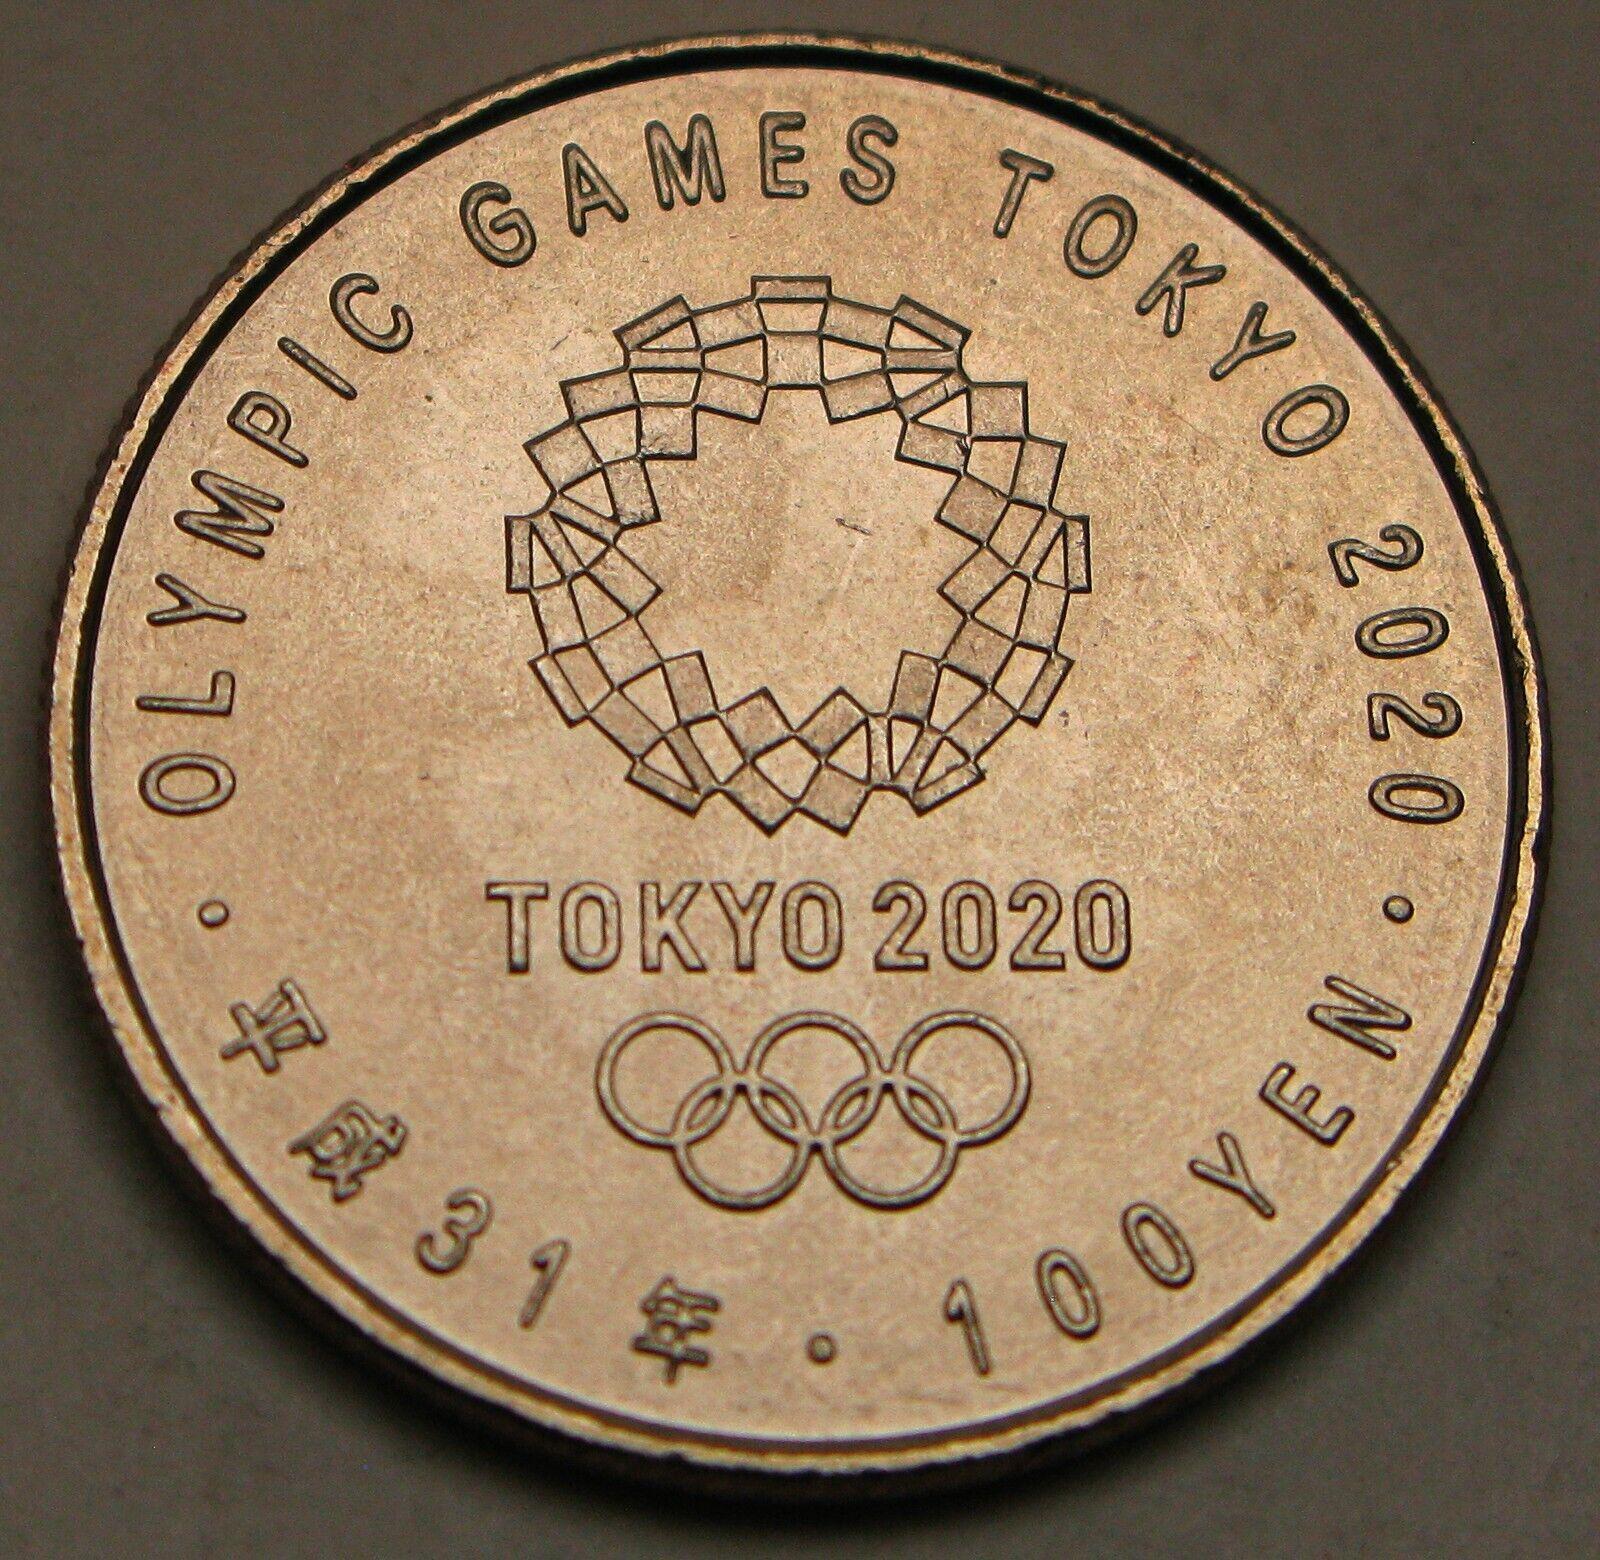 OLYMPIC GAMES TOKYO 2020
TOKYO 2020
平成31年・100YEN